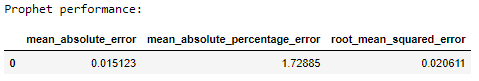 Prophet performance:
mean_absolute_error mean_absolute_percentage_error root_mean_squared_error
0 0.015123 1.72885 0.020611